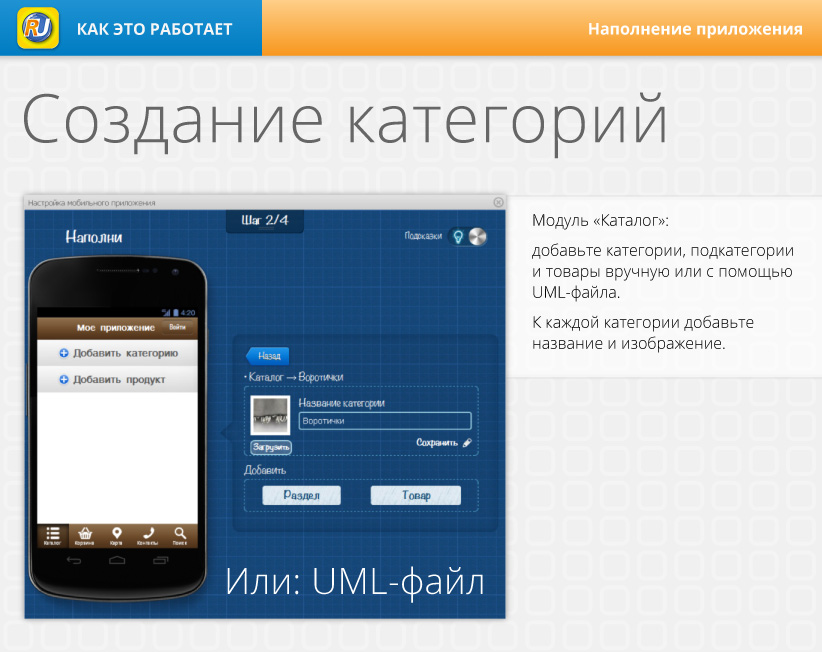 RU
КАК ЭТО РАБОТАЕТ
Наполнение приложения
Создание категорий
Настройка мобильного приложения
Шаг 2/4
Наполни
Подсказки
4:20
Мое приложение
Войти
Добавить категорию
Добавить продукт
Каталог Корзина Карта Контакты Поиск
Назад
• Каталог → Воротички
Название категории
Воротички
Загрузить
Сохранить
Добавить
Раздел Товар
Или: UML-файл
Модуль «Каталог»:
добавьте категории, подкатегории
и товары вручную или с помощью
UML-файла.
К каждой категории добавьте
название и изображение.